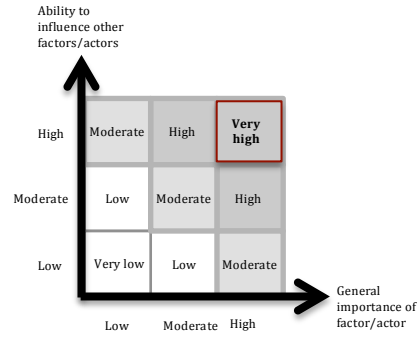 Ability to
influence other
factors/actors
High
Moderate
High
Very
high
Moderate
Low
Moderate
High
Low
Very low
Low
Moderate
General
importance of
factor/actor
Low
Moderate
High